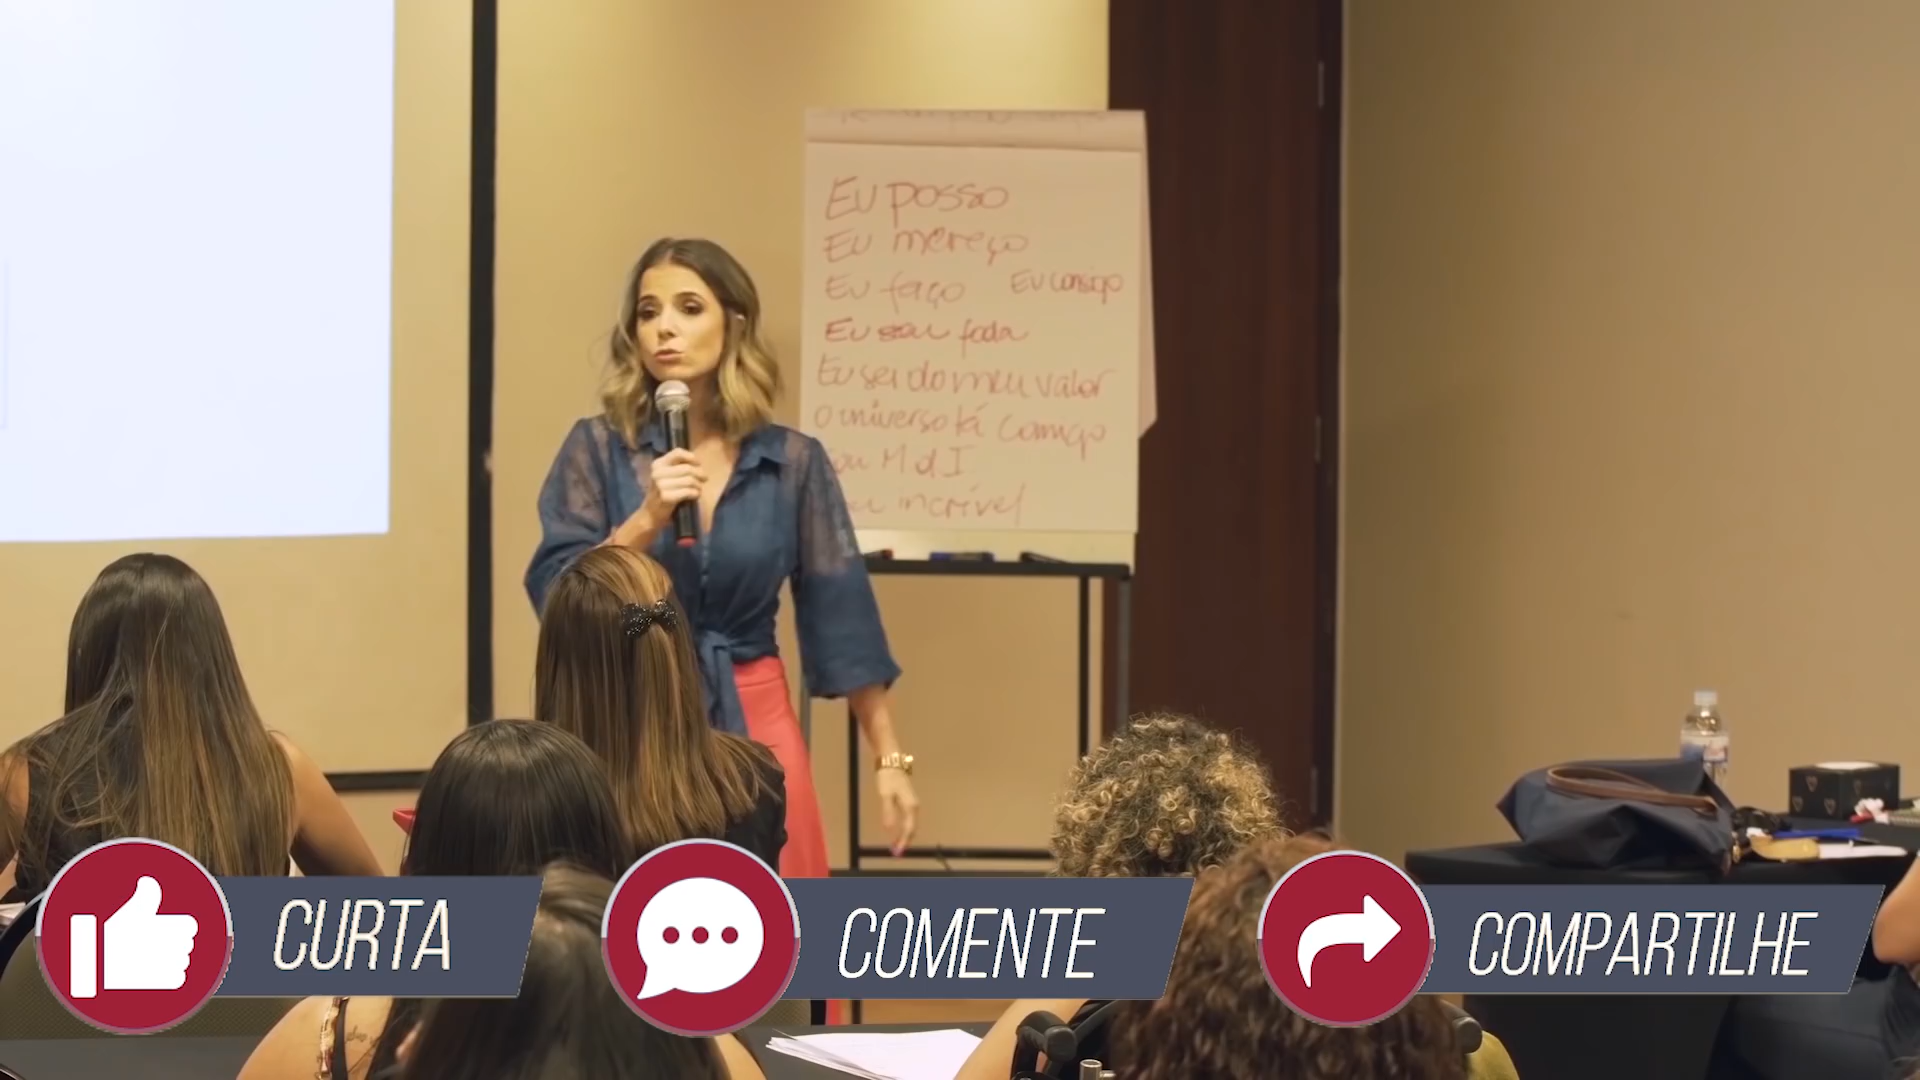 Eu posso
Eu mereço
Eu faço Eu consigo
Eu sou foda
Eu sei do meu valor
O universo tá comigo
ou M d I
incrível
CURTA
COMENTE
COMPARTILHE